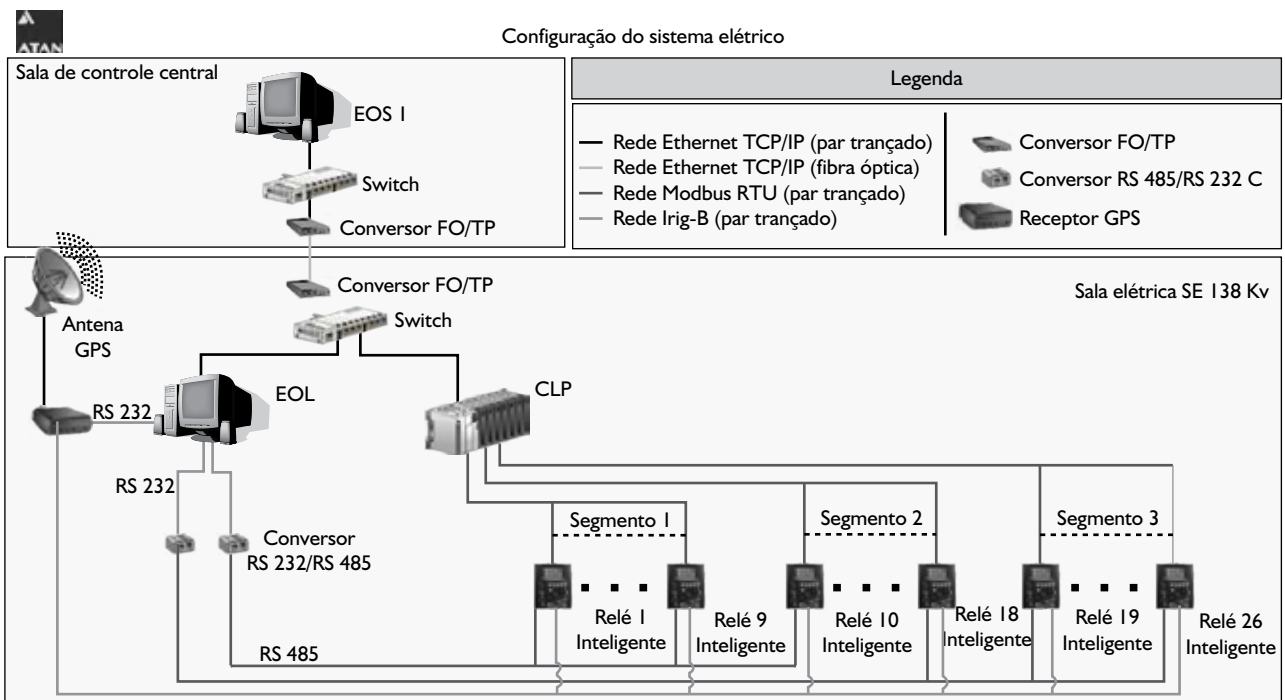 ATAN
Configuração do sistema elétrico
Sala de controle central
EOS 1
Switch
Conversor FO/TP
Legenda
Rede Ethernet TCP/IP (par trançado)
Rede Ethernet TCP/IP (fibra óptica)
Rede Modbus RTU (par trançado)
Rede Irig-B (par trançado)
Conversor FO/TP
Conversor RS 485/RS 232 C
Receptor GPS
Sala elétrica SE 138 Kv
Conversor FO/TP
Switch
Antena
GPS
EOL
CLP
RS 232
RS 232
Conversor
RS 232/RS 485
RS 485
Segmento 1
Segmento 2
Segmento 3
Relé 1
Inteligente
Relé 9
Inteligente
Relé 10
Inteligente
Relé 18
Inteligente
Relé 19
Inteligente
Relé 26
Inteligente